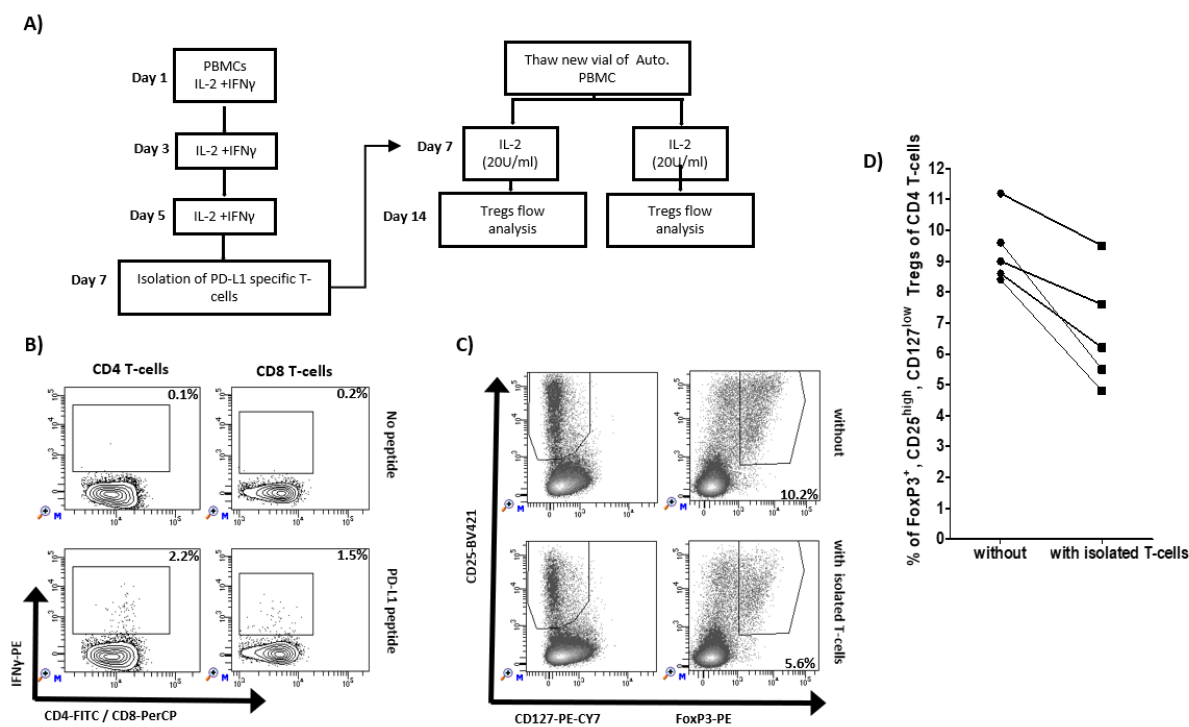 A)
Day 1
PBMCs
IL-2 +IFNγ
Day 3
IL-2 +IFNγ
Day 5
IL-2 +IFNγ
Day 7
Isolation of PD-L1 specific T-
cells
Thaw new vial of Auto.
PBMC
Day 7
IL-2
(20U/ml)
IL-2
(20U/ml)
Day 14
Tregs flow
analysis
Tregs flow
analysis
B)
CD4 T-cells
CD8 T-cells
0.1%
0.2%
No peptide
2.2%
1.5%
PD-L1 peptide
IFNγ-PE
CD4-FITC / CD8-PerCP
C)
without
10.2%
with isolated T-cells
5.6%
CD25-BV421
CD127-PE-CY7
FoxP3-PE
D)
% of FoxP3+, CD25high, CD127low Tregs of CD4 T-cells
12
11
10
9
8
7
6
5
4
3
2
1
0
without
with isolated T-cells